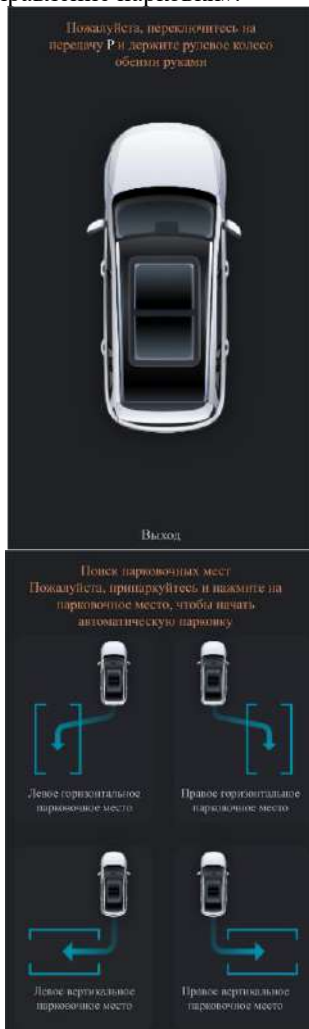 Пожалуйста, переключитесь на
передачу P и держите рулевое колесо
обеими руками
Выход
Поиск парковочных мест
Пожалуйста, припаркуйтесь и нажмите на
парковочное место, чтобы начать
автоматическую парковку
Левое горизонтальное
парковочное место
Правое горизонтальное
парковочное место
Левое вертикальное
парковочное место
Правое вертикальное
парковочное место